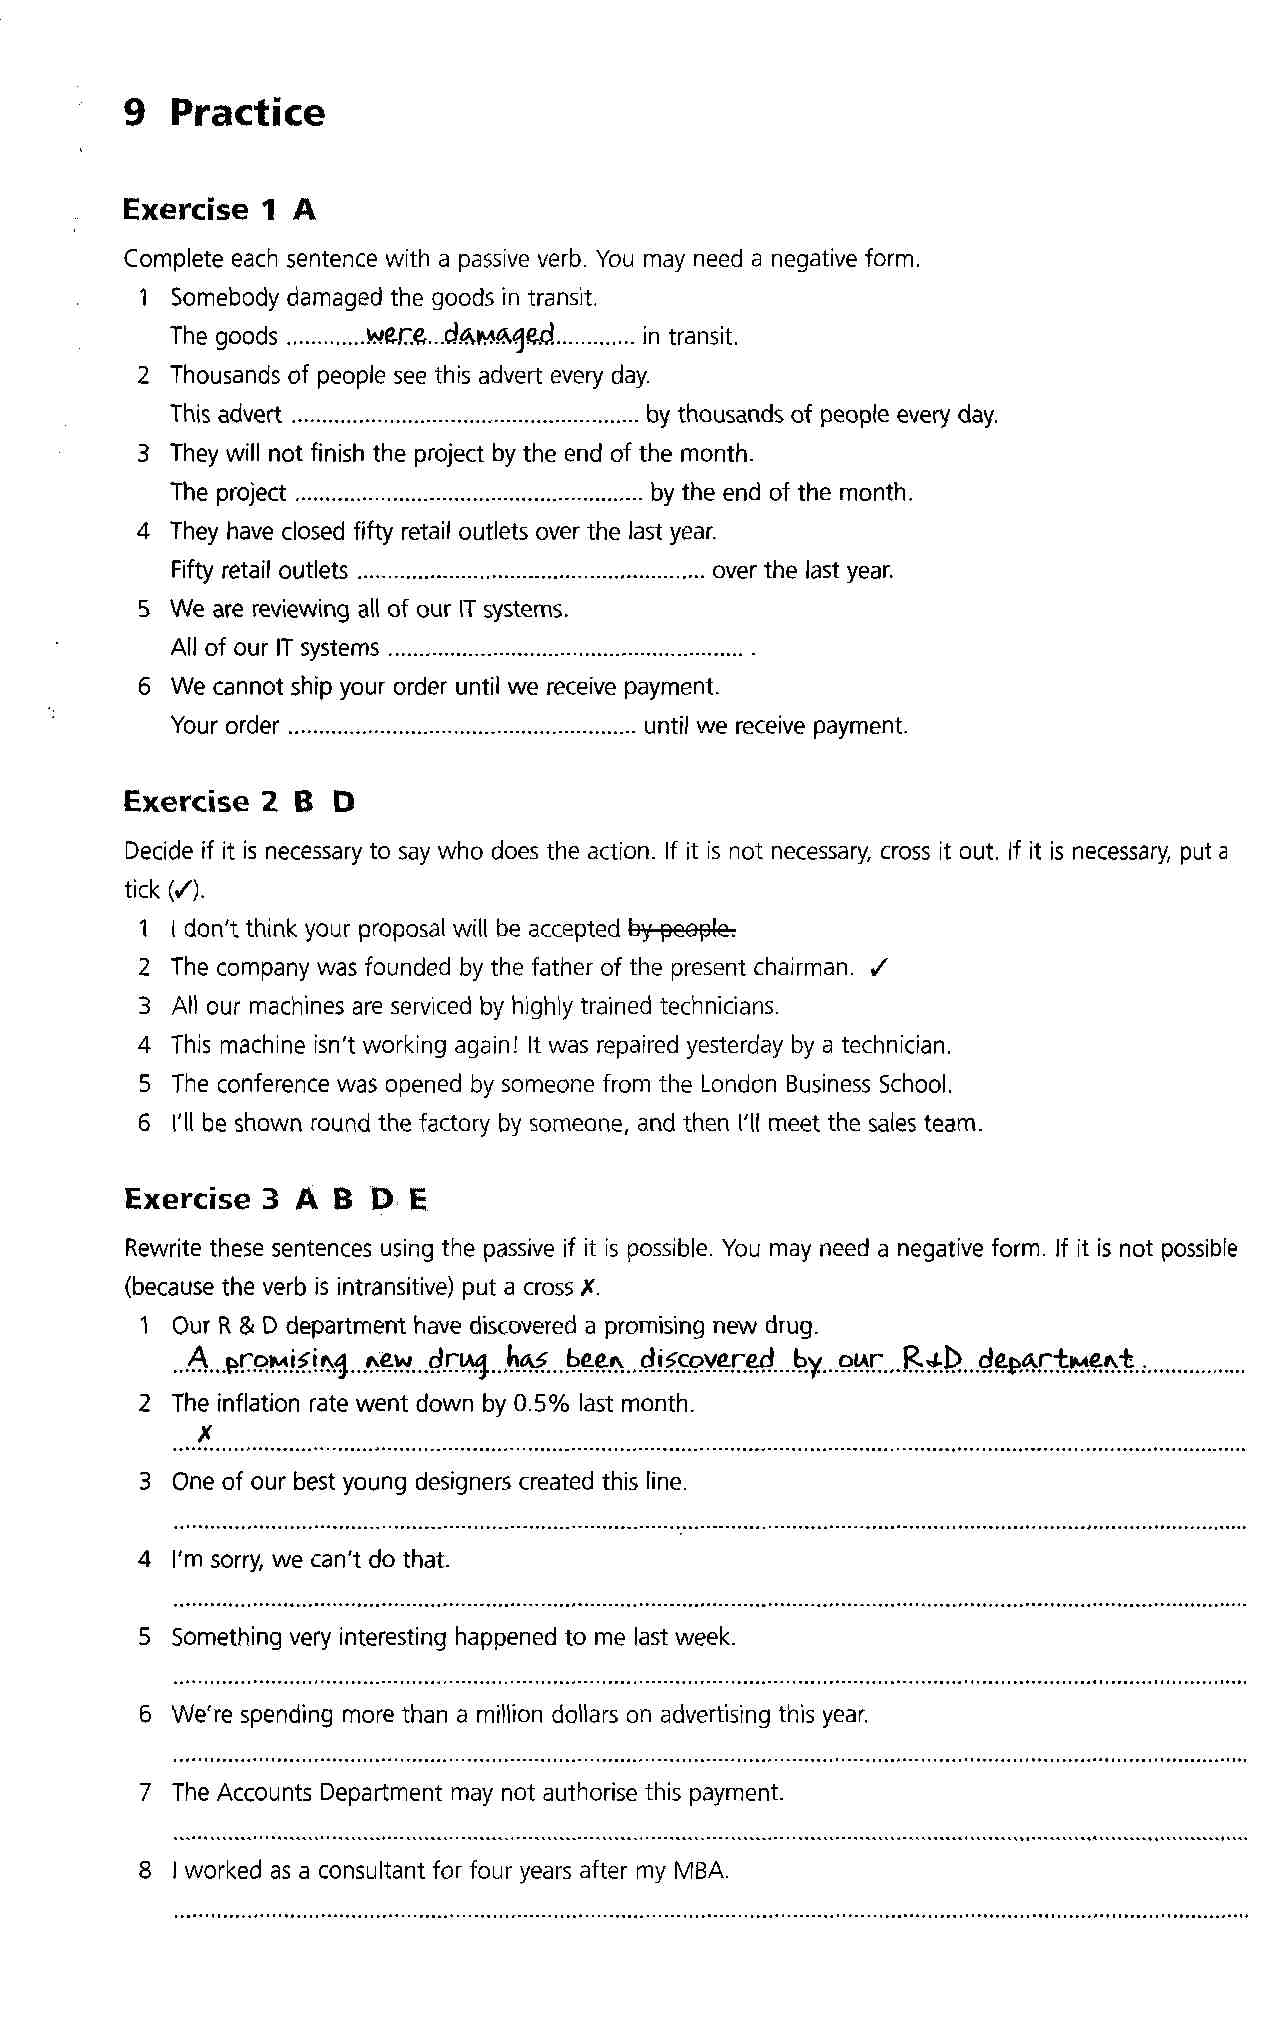 9 Practice
Exercise 1 A
Complete each sentence with a passive verb. You may need a negative form.
1 Somebody damaged the goods in transit.
The goods .............were damaged............. in transit.
2 Thousands of people see this advert every day.
This advert ......................................................... by thousands of people every day.
3 They will not finish the project by the end of the month.
The project ......................................................... by the end of the month.
4 They have closed fifty retail outlets over the last year.
Fifty retail outlets ......................................................... over the last year.
5 We are reviewing all of our IT systems.
All of our IT systems ......................................................... .
6 We cannot ship your order until we receive payment.
Your order ......................................................... until we receive payment.
Exercise 2 B D
Decide if it is necessary to say who does the action. If it is not necessary, cross it out. If it is necessary, put a
tick (✓).
1 I don't think your proposal will be accepted by people.
2 The company was founded by the father of the present chairman. ✓
3 All our machines are serviced by highly trained technicians.
4 This machine isn't working again! It was repaired yesterday by a technician.
5 The conference was opened by someone from the London Business School.
6 I'll be shown round the factory by someone, and then I'll meet the sales team.
Exercise 3 A B D E
Rewrite these sentences using the passive if it is possible. You may need a negative form. If it is not possible
(because the verb is intransitive) put a cross ✗.
1 Our R & D department have discovered a promising new drug.
A promising new drug has been discovered by our R&D department.
2 The inflation rate went down by 0.5% last month.
✗
3 One of our best young designers created this line.
4 I'm sorry, we can't do that.
5 Something very interesting happened to me last week.
6 We're spending more than a million dollars on advertising this year.
7 The Accounts Department may not authorise this payment.
8 I worked as a consultant for four years after my MBA.